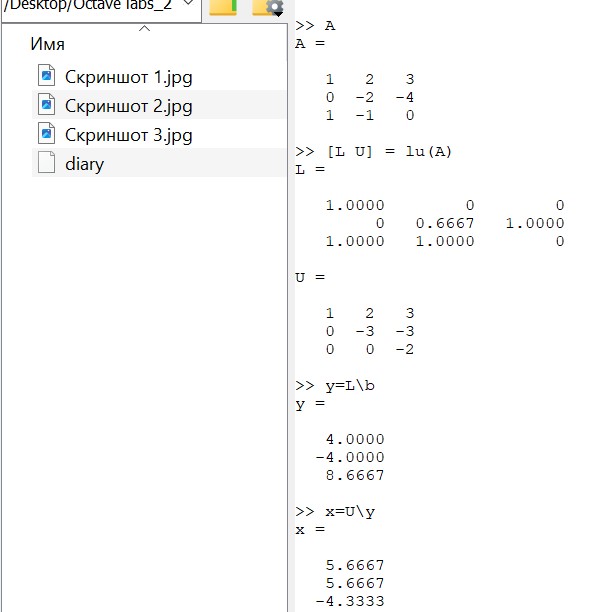 /Desktop/Octave labs_2
Имя
Скриншот 1.jpg
Скриншот 2.jpg
Скриншот 3.jpg
diary
>> A
A =
1 2 3
0 -2 -4
1 -1 0
>> [L U] = lu(A)
L =
1.0000 0 0
0 0.6667 1.0000
1.0000 1.0000 0
U =
1 2 3
0 -3 -3
0 0 -2
>> y=L\b
y =
4.0000
-4.0000
8.6667
>> x=U\y
x =
5.6667
5.6667
-4.3333